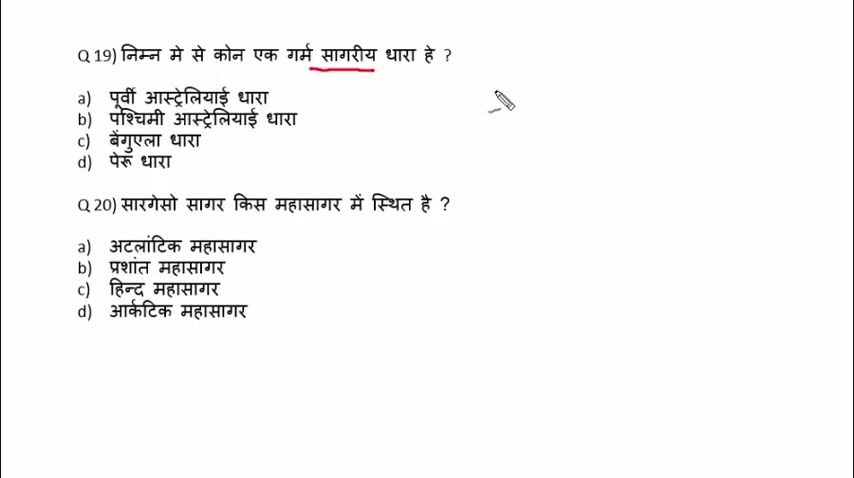 Q 19) निम्न मे से कोन एक गर्म सागरीय धारा हे ?
a) पूर्वी आस्ट्रेलियाई धारा
b) पश्चिमी आस्ट्रेलियाई धारा
c) बेंगुएला धारा
d) पेरू धारा
Q 20) सारगेसो सागर किस महासागर में स्थित है ?
a) अटलांटिक महासागर
b) प्रशांत महासागर
c) हिन्द महासागर
d) आर्कटिक महासागर